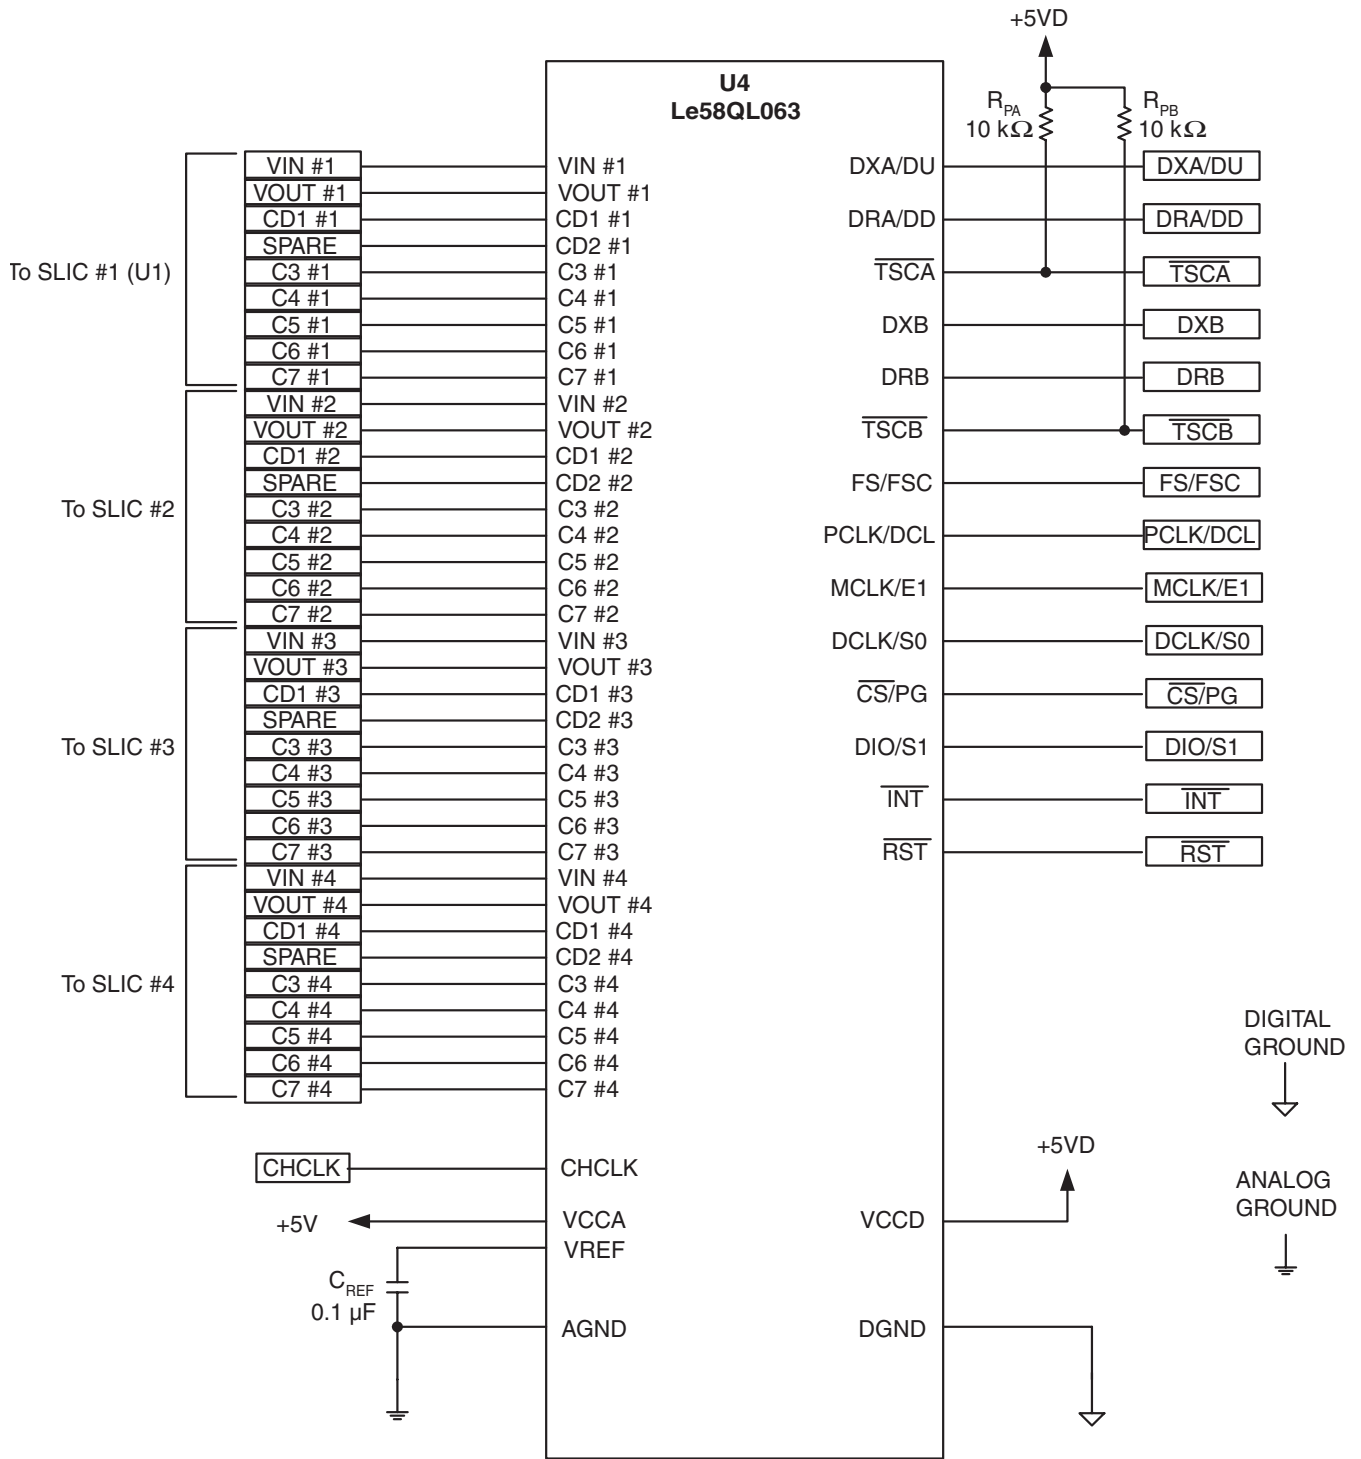 +5VD
U4
Le58QL063
RPA
10 kΩ
RPB
10 kΩ
To SLIC #1 (U1)
VIN #1 VIN #1 DXA/DU DXA/DU
VOUT #1 VOUT #1
CD1 #1 CD1 #1 DRA/DD DRA/DD
SPARE CD2 #1
C3 #1 C3 #1 TSCA TSCA
C4 #1 C4 #1
C5 #1 C5 #1 DXB DXB
C6 #1 C6 #1
C7 #1 C7 #1 DRB DRB
To SLIC #2
VIN #2 VIN #2
VOUT #2 VOUT #2 TSCB TSCB
CD1 #2 CD1 #2
SPARE CD2 #2 FS/FSC FS/FSC
C3 #2 C3 #2
C4 #2 C4 #2 PCLK/DCL PCLK/DCL
C5 #2 C5 #2
C6 #2 C6 #2 MCLK/E1 MCLK/E1
C7 #2 C7 #2
To SLIC #3
VIN #3 VIN #3 DCLK/S0 DCLK/S0
VOUT #3 VOUT #3
CD1 #3 CD1 #3 CS/PG CS/PG
SPARE CD2 #3
C3 #3 C3 #3 DIO/S1 DIO/S1
C4 #3 C4 #3
C5 #3 C5 #3 INT INT
C6 #3 C6 #3
C7 #3 C7 #3 RST RST
To SLIC #4
VIN #4 VIN #4
VOUT #4 VOUT #4
CD1 #4 CD1 #4
SPARE CD2 #4
C3 #4 C3 #4
C4 #4 C4 #4
C5 #4 C5 #4
C6 #4 C6 #4
C7 #4 C7 #4
DIGITAL
GROUND
CHCLK CHCLK
+5VD
ANALOG
GROUND
+5V VCCA VCCD
VREF
CREF
0.1 µF
AGND DGND